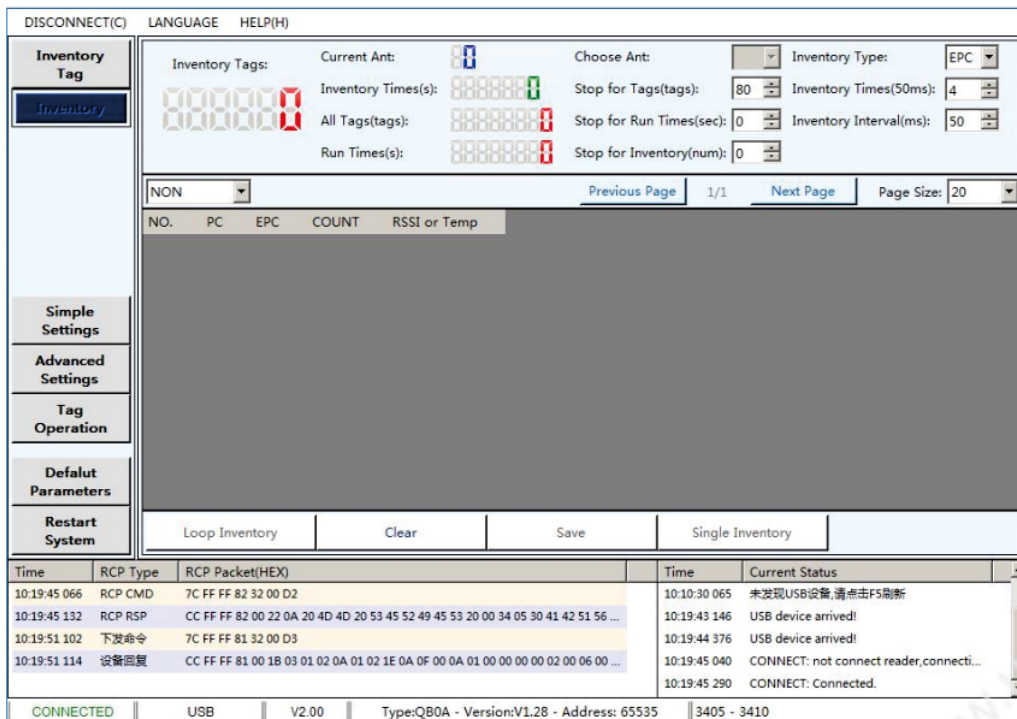 DISCONNECT(C) LANGUAGE HELP(H)
Inventory
Tag
Inventory
Simple
Settings
Advanced
Settings
Tag
Operation
Defalut
Parameters
Restart
System
Inventory Tags:
0
Current Ant: 0
Inventory Times(s): 0
All Tags(tags): 0
Run Times(s): 0
Choose Ant:
Stop for Tags(tags): 80
Stop for Run Times(sec): 0
Stop for Inventory(num): 0
Inventory Type: EPC
Inventory Times(50ms): 4
Inventory Interval(ms): 50
NON Previous Page 1/1 Next Page Page Size: 20
NO. PC EPC COUNT RSSI or Temp
Loop Inventory Clear Save Single Inventory
Time RCP Type RCP Packet(HEX)
10:19:45 066 RCP CMD 7C FF FF 82 32 00 D2
10:19:45 132 RCP RSP CC FF FF 82 00 22 0A 20 4D 4D 20 53 45 52 49 45 53 20 00 34 05 30 41 42 51 56 ...
10:19:51 102 下发命令 7C FF FF 81 32 00 D3
10:19:51 114 设备回复 CC FF FF 81 00 1B 03 01 02 0A 01 02 1E 0A 0F 00 0A 01 00 00 00 00 02 00 06 00 ...
Time Current Status
10:10:30 065 未发现USB设备,请点击F5刷新
10:19:43 146 USB device arrived!
10:19:44 376 USB device arrived!
10:19:45 040 CONNECT: not connect reader,connecti...
10:19:45 290 CONNECT: Connected.
CONNECTED USB V2.00 Type:QB0A - Version:V1.28 - Address: 65535 3405 - 3410